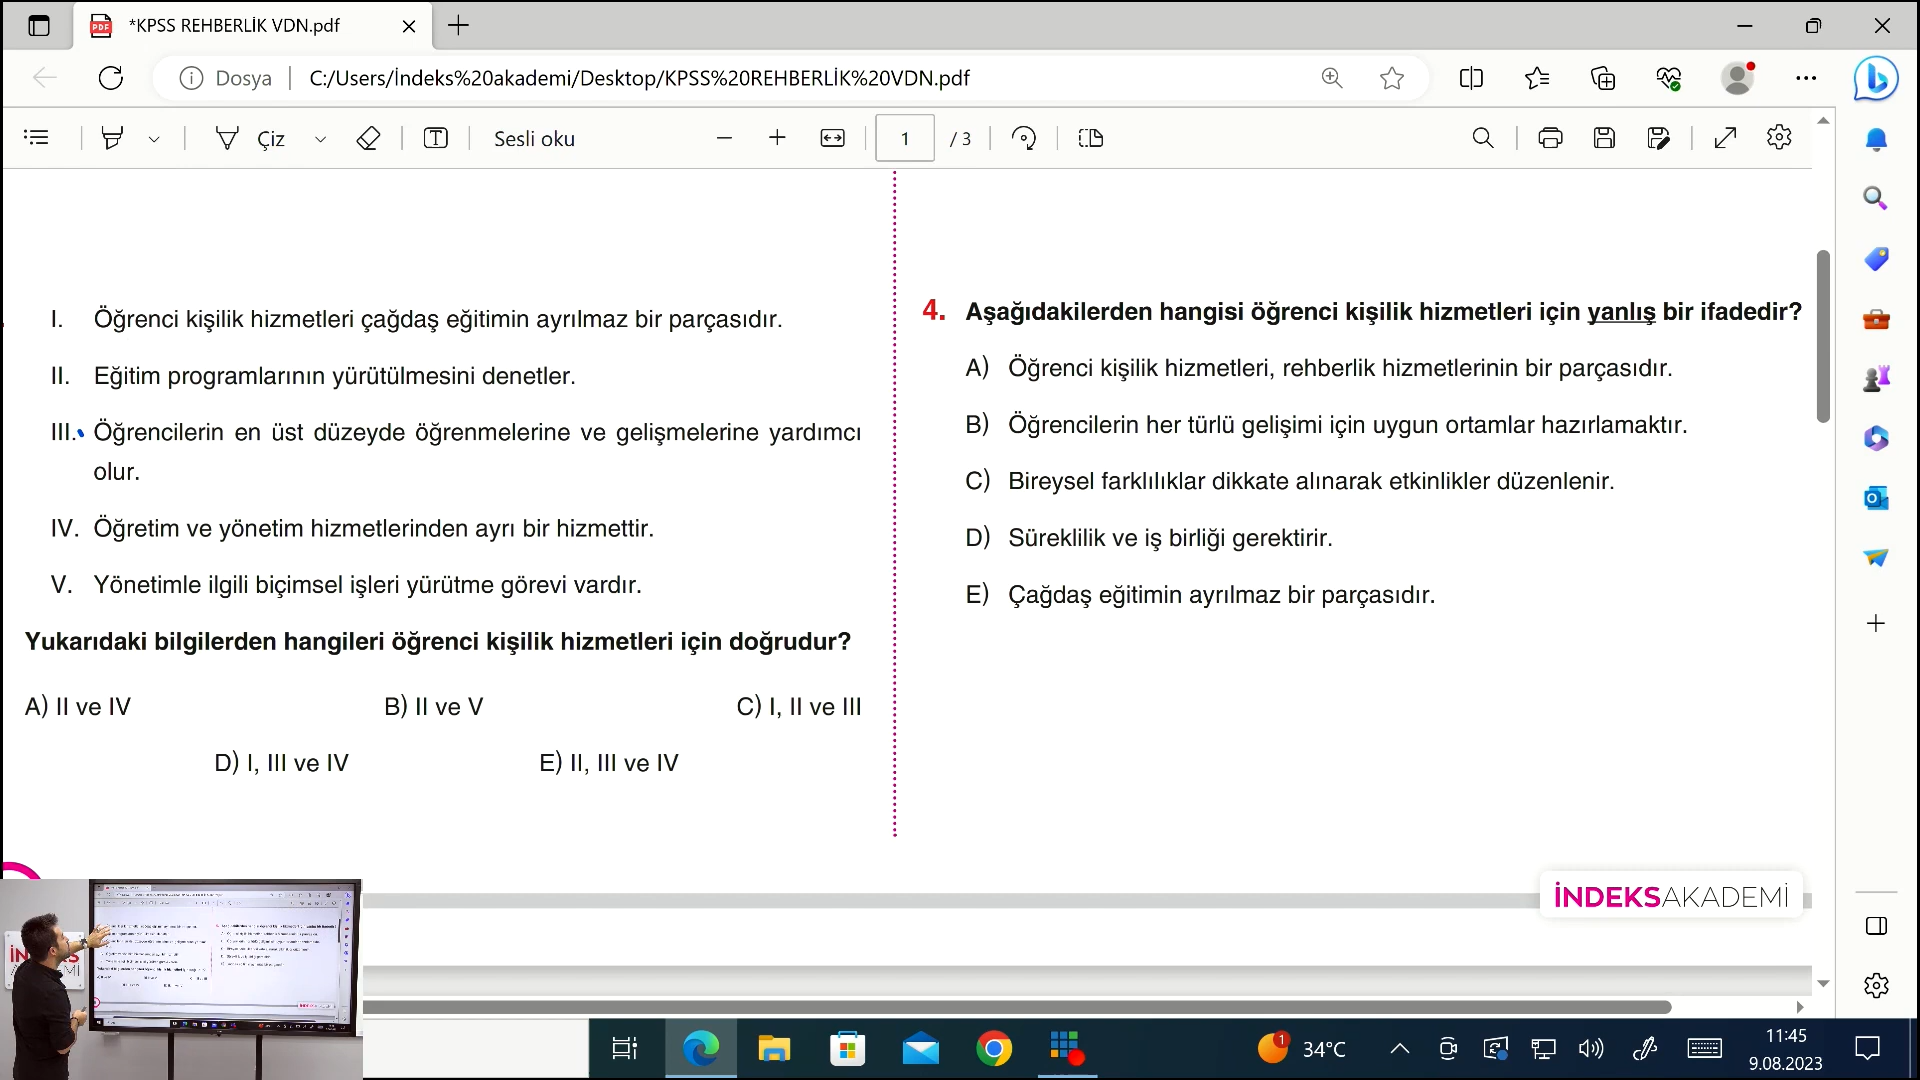 *KPSS REHBERLİK VDN.pdf
Dosya
C:/Users/İndeks%20akademi/Desktop/KPSS%20REHBERLİK%20VDN.pdf
Çiz
Sesli oku
1
/ 3
I. Öğrenci kişilik hizmetleri çağdaş eğitimin ayrılmaz bir parçasıdır.
II. Eğitim programlarının yürütülmesini denetler.
III. Öğrencilerin en üst düzeyde öğrenmelerine ve gelişmelerine yardımcı
olur.
IV. Öğretim ve yönetim hizmetlerinden ayrı bir hizmettir.
V. Yönetimle ilgili biçimsel işleri yürütme görevi vardır.
Yukarıdaki bilgilerden hangileri öğrenci kişilik hizmetleri için doğrudur?
A) II ve IV B) II ve V C) I, II ve III
D) I, III ve IV E) II, III ve IV
4. Aşağıdakilerden hangisi öğrenci kişilik hizmetleri için yanlış bir ifadedir?
A) Öğrenci kişilik hizmetleri, rehberlik hizmetlerinin bir parçasıdır.
B) Öğrencilerin her türlü gelişimi için uygun ortamlar hazırlamaktır.
C) Bireysel farklılıklar dikkate alınarak etkinlikler düzenlenir.
D) Süreklilik ve iş birliği gerektirir.
E) Çağdaş eğitimin ayrılmaz bir parçasıdır.
İNDEKSAKADEMİ
1
34°C
11:45
9.08.2023